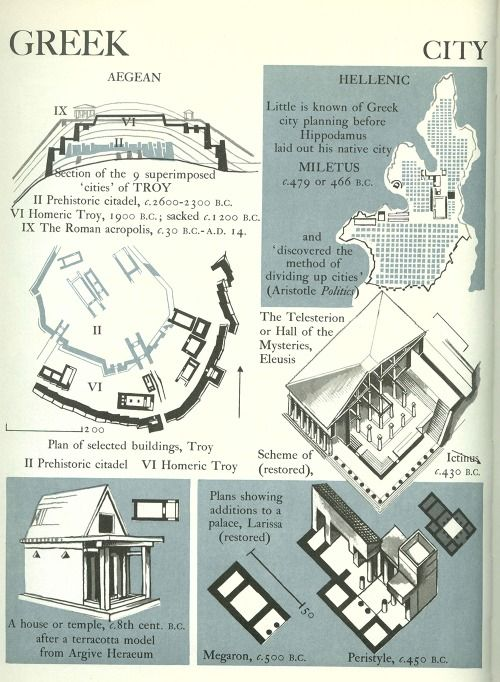 GREEK
CITY
AEGEAN
IX
VI
II
Section of the 9 superimposed
'cities' of TROY
II Prehistoric citadel, c.2600-2300 B.C.
VI Homeric Troy, 1900 B.C.; sacked c.1200 B.C.
IX The Roman acropolis, c.30 B.C.-A.D. 14.
II
VI
200
Plan of selected buildings, Troy
II Prehistoric citadel VI Homeric Troy
HELLENIC
Little is known of Greek
city planning before
Hippodamus
laid out his native city
MILETUS
c.479 or 466 B.C.
and
'discovered the
method of
dividing up cities'
(Aristotle Politics)
The Telesterion
or Hall of the
Mysteries,
Eleusis
Scheme of
(restored),
Ictinus
c.430 B.C.
A house or temple, c.8th cent. B.C.
after a terracotta model
from Argive Heraeum
Plans showing
additions to a
palace, Larissa
(restored)
50
Megaron, c.500 B.C.
Peristyle, c.450 B.C.